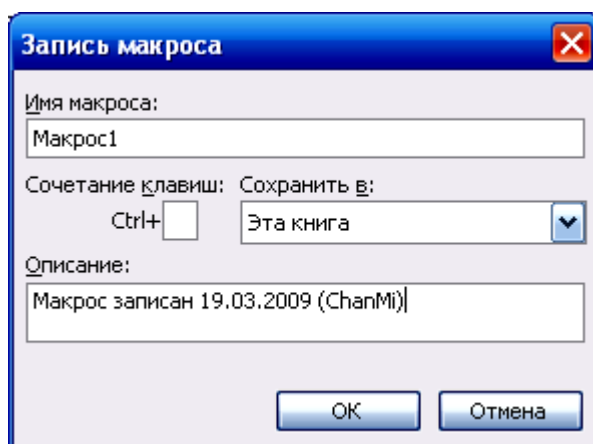 Запись макроса
Имя макроса:
Макрос1
Сочетание клавиш: Сохранить в:
Ctrl+ Эта книга
Описание:
Макрос записан 19.03.2009 (ChanMi)
ОК Отмена